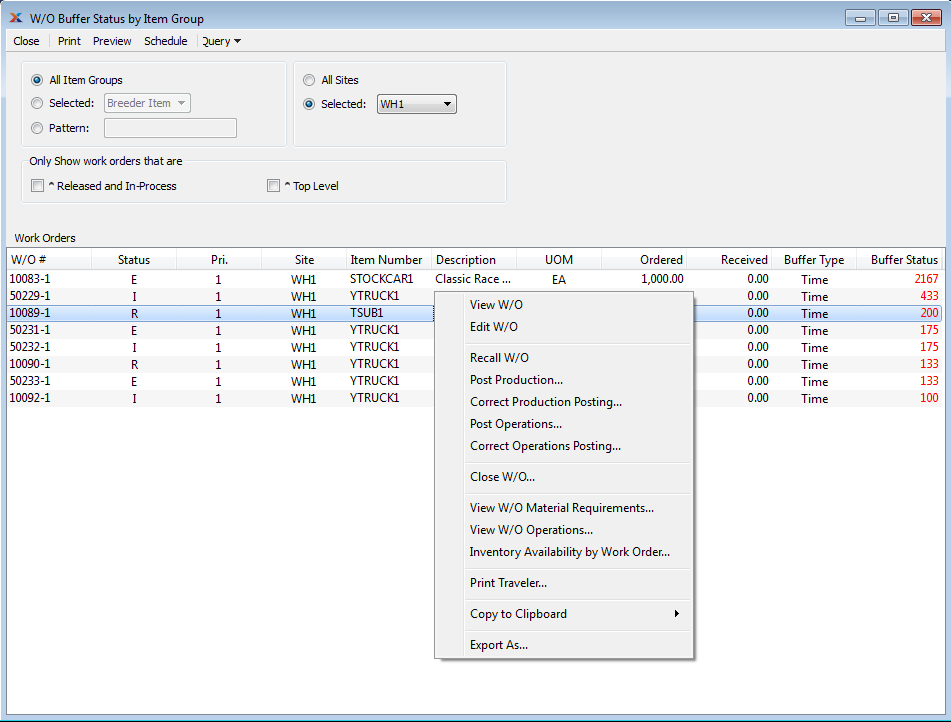 W/O Buffer Status by Item Group
Close Print Preview Schedule Query
All Item Groups
Selected: Breeder Item
Pattern:
All Sites
Selected: WH1
Only Show work orders that are
^ Released and In-Process ^ Top Level
Work Orders
W/O # Status Pri. Site Item Number Description UOM Ordered Received Buffer Type Buffer Status
10083-1 E 1 WH1 STOCKCAR1 Classic Race ... EA 1,000.00 0.00 Time 2167
50229-1 I 1 WH1 YTRUCK1 0.00 Time 433
10089-1 R 1 WH1 TSUB1 0.00 Time 200
50231-1 E 1 WH1 YTRUCK1 0.00 Time 175
50232-1 I 1 WH1 YTRUCK1 0.00 Time 175
10090-1 R 1 WH1 YTRUCK1 0.00 Time 133
50233-1 E 1 WH1 YTRUCK1 0.00 Time 133
10092-1 I 1 WH1 YTRUCK1 0.00 Time 100
View W/O
Edit W/O
Recall W/O
Post Production...
Correct Production Posting...
Post Operations...
Correct Operations Posting...
Close W/O...
View W/O Material Requirements...
View W/O Operations...
Inventory Availability by Work Order...
Print Traveler...
Copy to Clipboard
Export As...